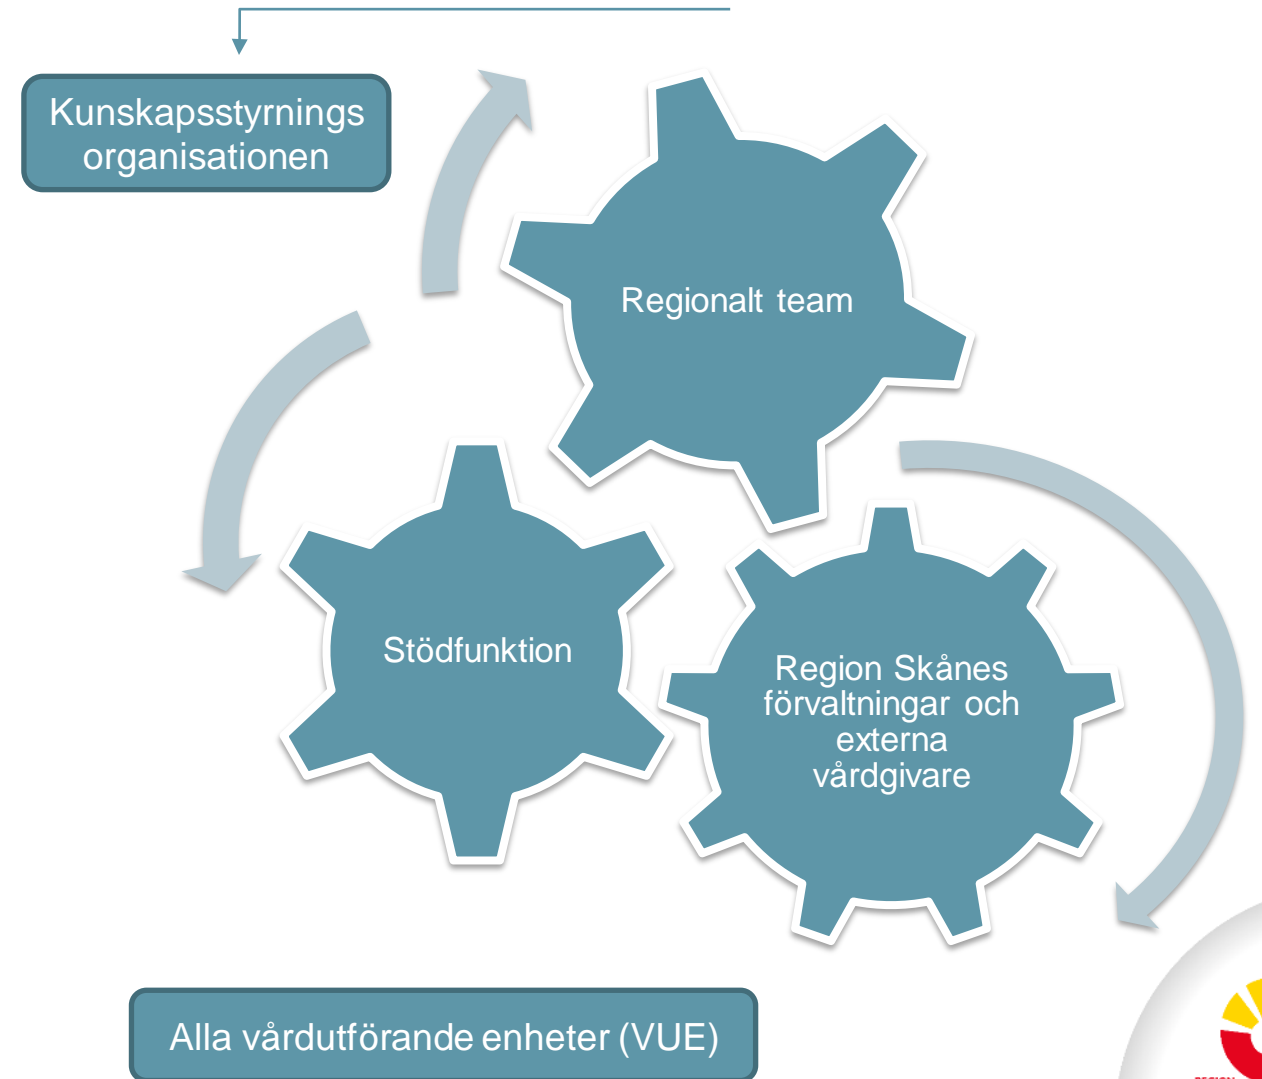 Kunskapsstyrnings
organisationen
Regionalt team
Stödfunktion
Region Skånes
förvaltningar och
externa
vårdgivare
Alla vårdutförande enheter (VUE)